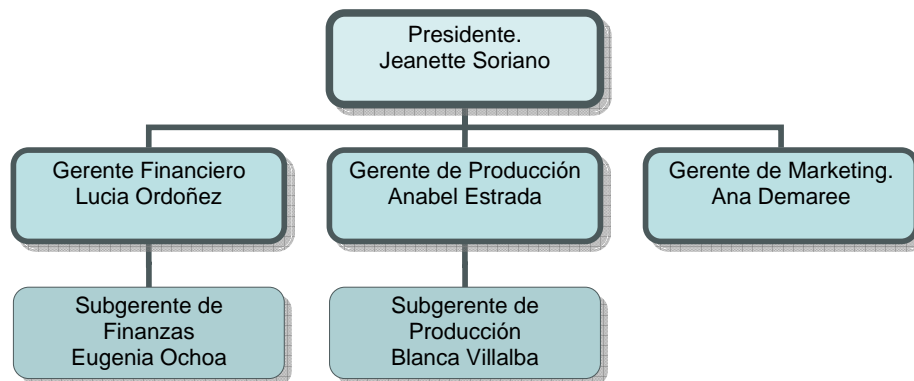 Presidente.
Jeanette Soriano
Gerente Financiero
Lucia Ordoñez
Gerente de Producción
Anabel Estrada
Gerente de Marketing.
Ana Demaree
Subgerente de
Finanzas
Eugenia Ochoa
Subgerente de
Producción
Blanca Villalba